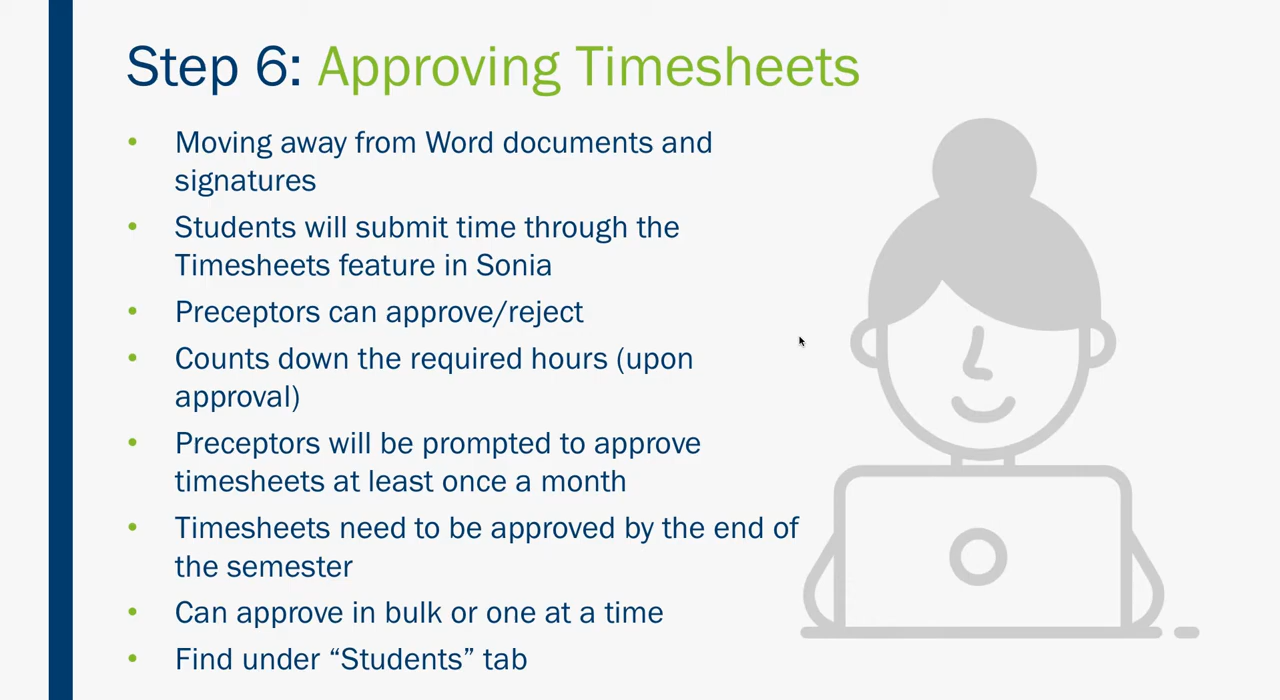 Step 6: Approving Timesheets
• Moving away from Word documents and
signatures
• Students will submit time through the
Timesheets feature in Sonia
• Preceptors can approve/reject
• Counts down the required hours (upon
approval)
• Preceptors will be prompted to approve
timesheets at least once a month
• Timesheets need to be approved by the end of
the semester
• Can approve in bulk or one at a time
• Find under “Students” tab